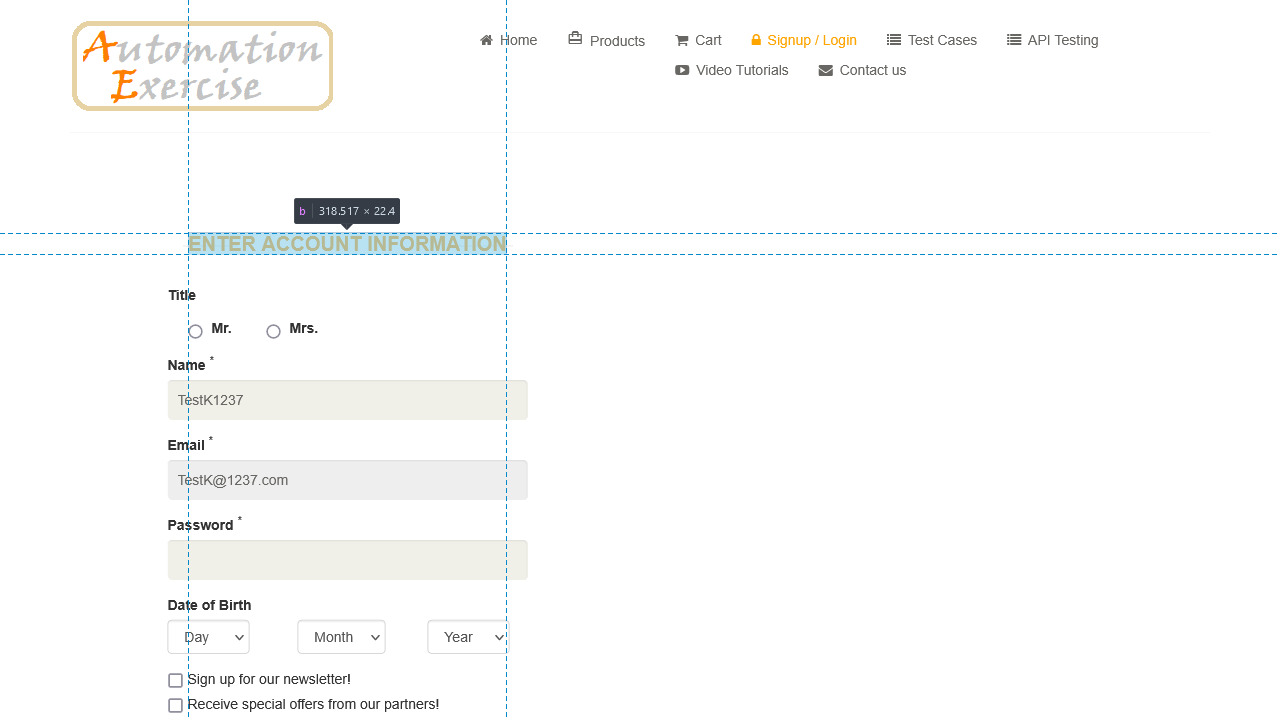 Automation
Exercise
Home Products Cart Signup / Login Test Cases API Testing
Video Tutorials Contact us
b 318.517 × 22.4
ENTER ACCOUNT INFORMATION
Title
Mr. Mrs.
Name *
TestK1237
Email *
TestK@1237.com
Password *
Date of Birth
Day Month Year
Sign up for our newsletter!
Receive special offers from our partners!